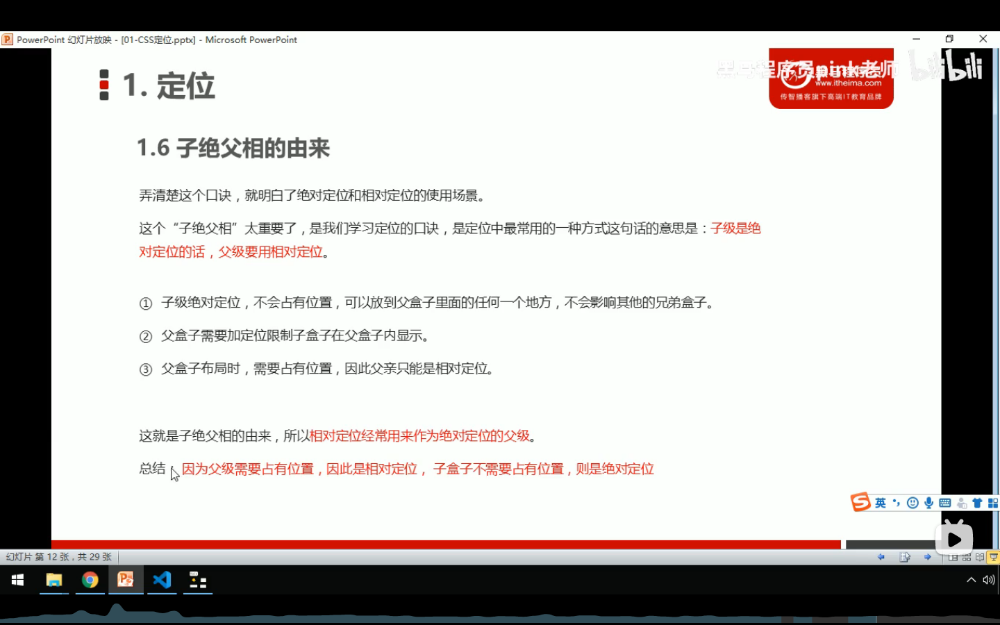 PowerPoint 幻灯片放映 - [01-CSS定位.pptx] - Microsoft PowerPoint
黑马程序员pink老师
bilibili
www.itheima.com
传智播客旗下高端IT教育品牌
1. 定位
1.6 子绝父相的由来
弄清楚这个口诀，就明白了绝对定位和相对定位的使用场景。
这个“子绝父相”太重要了，是我们学习定位的口诀，是定位中最常用的一种方式这句话的意思是：子级是绝
对定位的话，父级要用相对定位。
① 子级绝对定位，不会占有位置，可以放到父盒子里面的任何一个地方，不会影响其他的兄弟盒子。
② 父盒子需要加定位限制子盒子在父盒子内显示。
③ 父盒子布局时，需要占有位置，因此父亲只能是相对定位。
这就是子绝父相的由来，所以相对定位经常用来作为绝对定位的父级。
总结：因为父级需要占有位置，因此是相对定位， 子盒子不需要占有位置，则是绝对定位
英
幻灯片 第 12 张，共 29 张